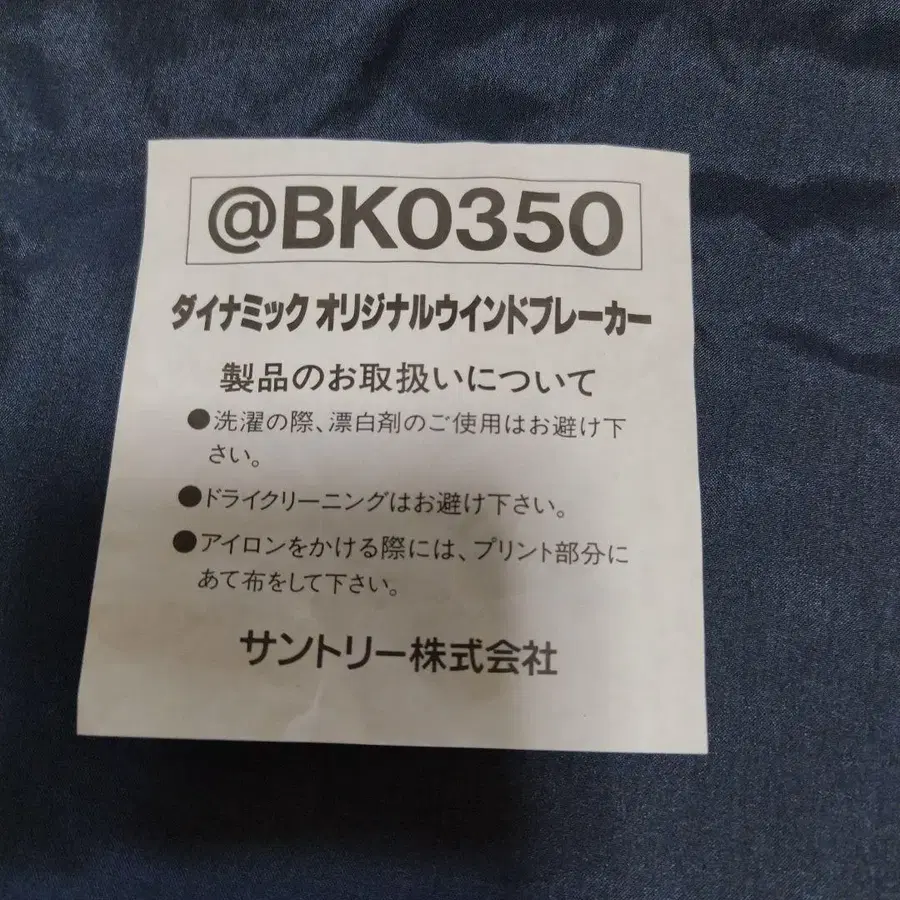 @BK0350
ダイナミック オリジナルウインドブレーカー
製品のお取扱いについて
●洗濯の際、漂白剤のご使用はお避け下
さい。
●ドライクリーニングはお避け下さい。
●アイロンをかける際には、プリント部分に
あて布をして下さい。
サントリー株式会社